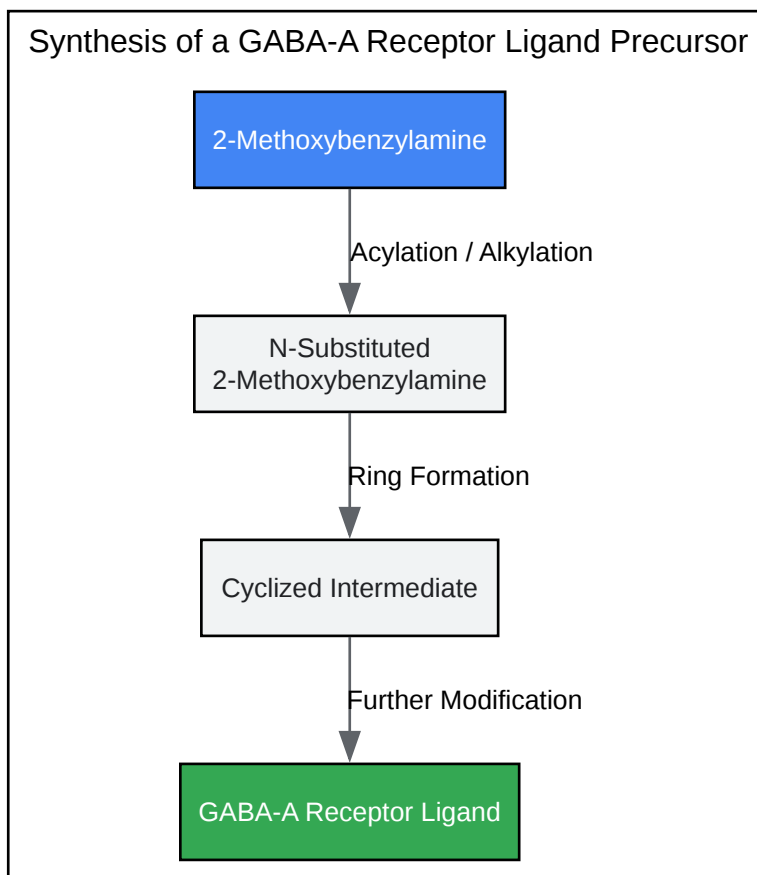 Synthesis of a GABA-A Receptor Ligand Precursor
2-Methoxybenzylamine
Acylation / Alkylation
N-Substituted
2-Methoxybenzylamine
Ring Formation
Cyclized Intermediate
Further Modification
GABA-A Receptor Ligand